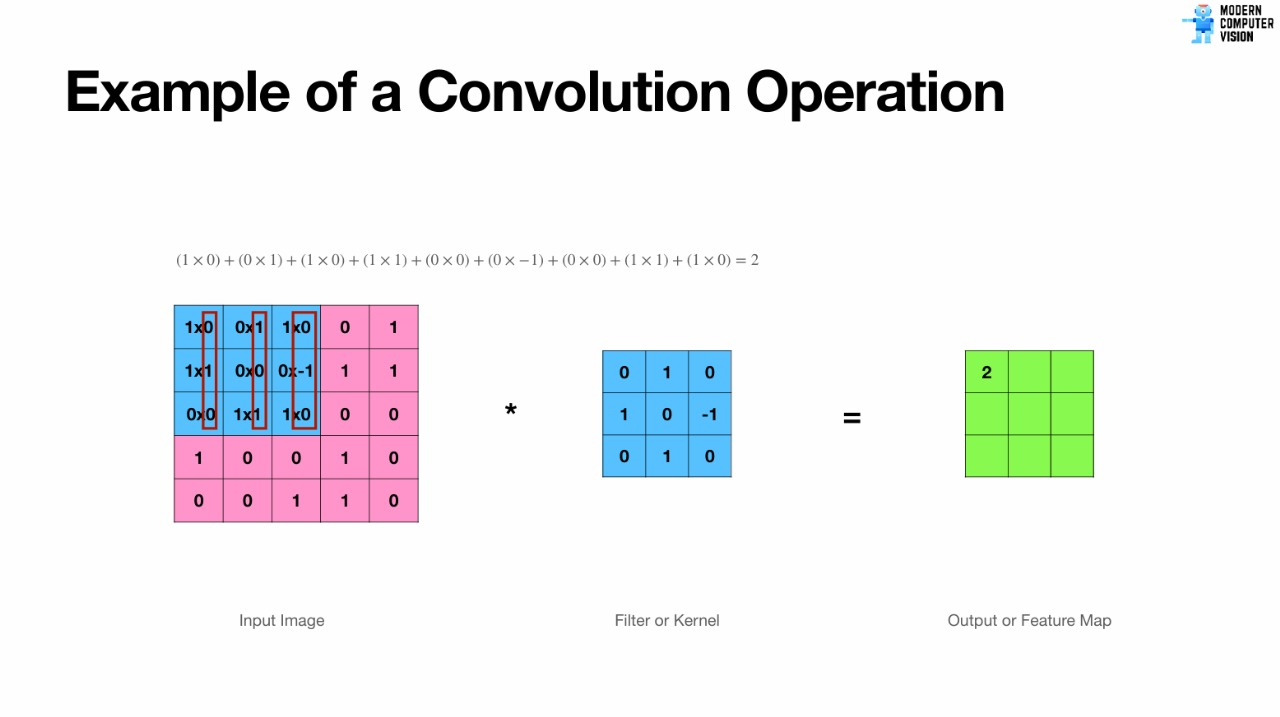 MODERN
COMPUTER
VISION
Example of a Convolution Operation
(1 × 0) + (0 × 1) + (1 × 0) + (1 × 1) + (0 × 0) + (0 × −1) + (0 × 0) + (1 × 1) + (1 × 0) = 2
1x0 0x1 1x0 0 1
1x1 0x0 0x-1 1 1
0x0 1x1 1x0 0 0
1 0 0 1 0
0 0 1 1 0
*
0 1 0
1 0 -1
0 1 0
=
2
Input Image
Filter or Kernel
Output or Feature Map